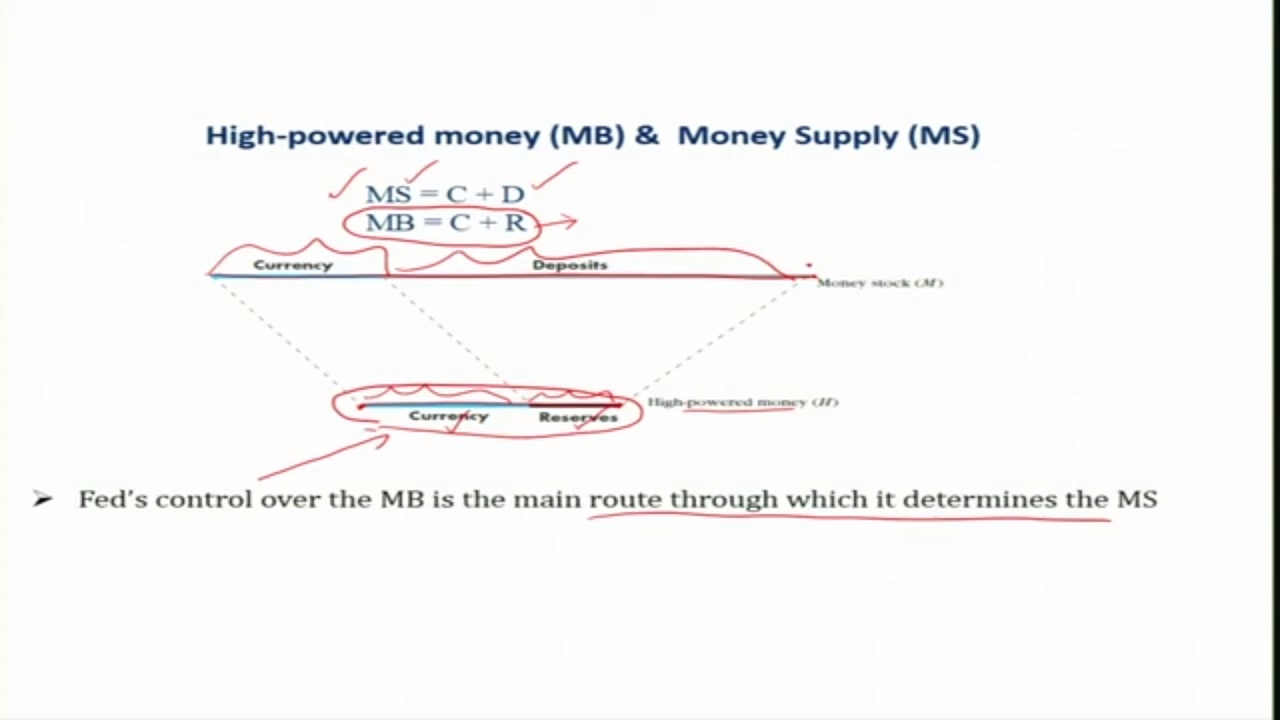 High-powered money (MB) & Money Supply (MS)
MS = C + D
MB = C + R
Currency Deposits
Money stock (M)
High-powered money (H)
Currency Reserves
➢ Fed's control over the MB is the main route through which it determines the MS